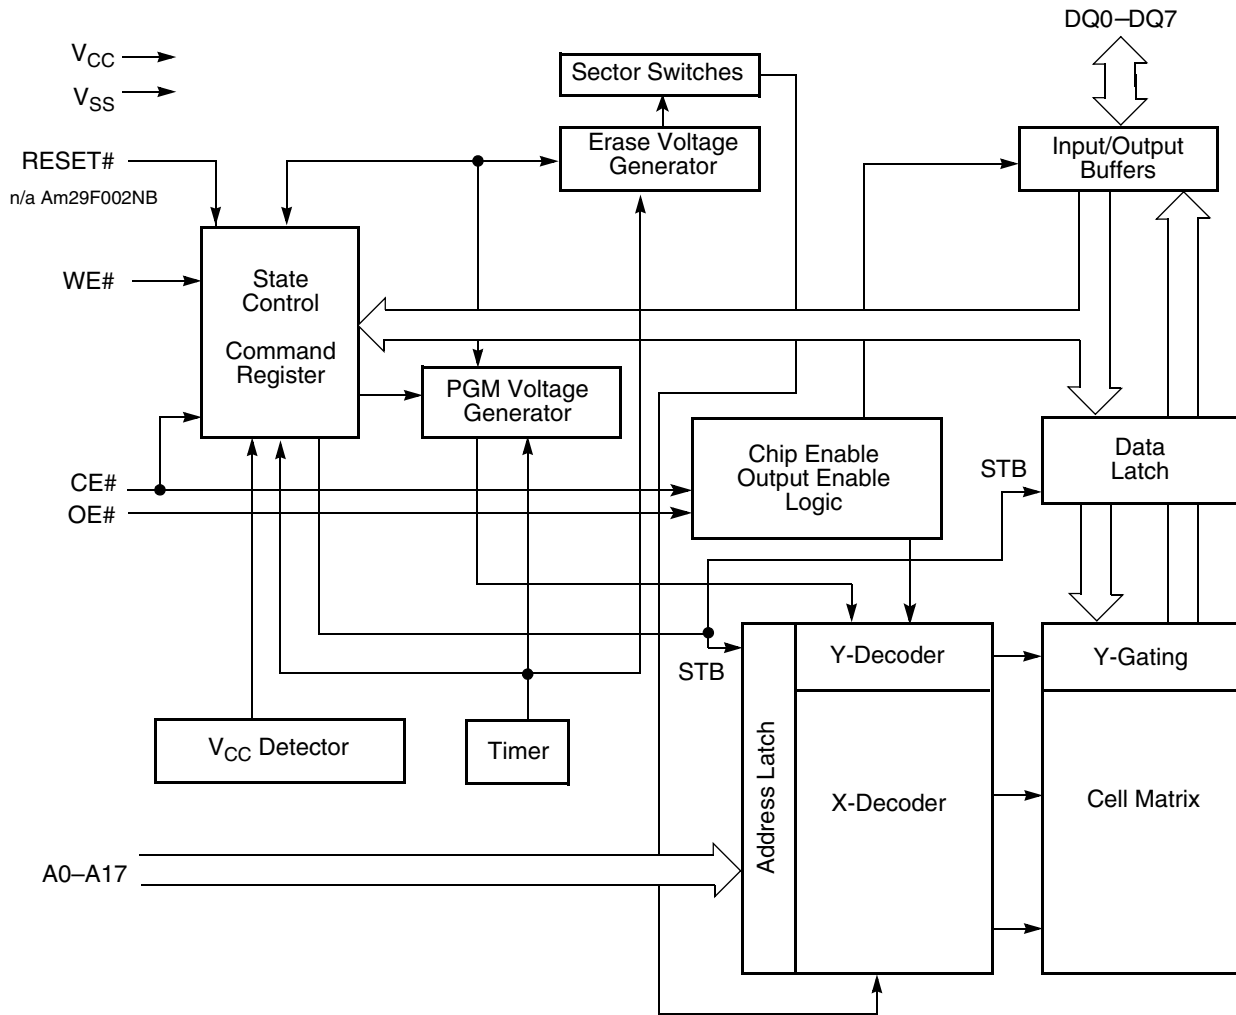 DQ0–DQ7
VCC
VSS
Sector Switches
RESET#
n/a Am29F002NB
Erase Voltage
Generator
Input/Output
Buffers
WE#
State
Control
Command
Register
PGM Voltage
Generator
CE#
OE#
Chip Enable
Output Enable
Logic
STB
Data
Latch
STB
Y-Decoder
Y-Gating
VCC Detector
Timer
Address Latch
X-Decoder
Cell Matrix
A0–A17